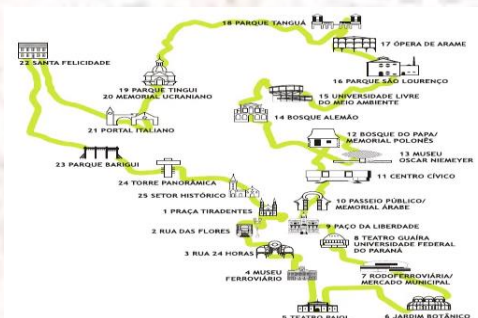 18 PARQUE TANGUÁ
17 ÓPERA DE ARAME
22 SANTA FELICIDADE
16 PARQUE SÃO LOURENÇO
19 PARQUE TINGUI
20 MEMORIAL UCRANIANO
15 UNIVERSIDADE LIVRE
DO MEIO AMBIENTE
14 BOSQUE ALEMÃO
21 PORTAL ITALIANO
12 BOSQUE DO PAPA/
MEMORIAL POLONÊS
13 MUSEU
OSCAR NIEMEYER
23 PARQUE BARIGUI
11 CENTRO CÍVICO
24 TORRE PANORÂMICA
25 SETOR HISTÓRICO
10 PASSEIO PÚBLICO/
MEMORIAL ÁRABE
1 PRAÇA TIRADENTES
9 PAÇO DA LIBERDADE
2 RUA DAS FLORES
8 TEATRO GUAÍRA
UNIVERSIDADE FEDERAL
DO PARANÁ
3 RUA 24 HORAS
4 MUSEU
FERROVIÁRIO
7 RODOFERROVIÁRIA/
MERCADO MUNICIPAL
5 TEATRO PAIOL
6 JARDIM BOTÂNICO